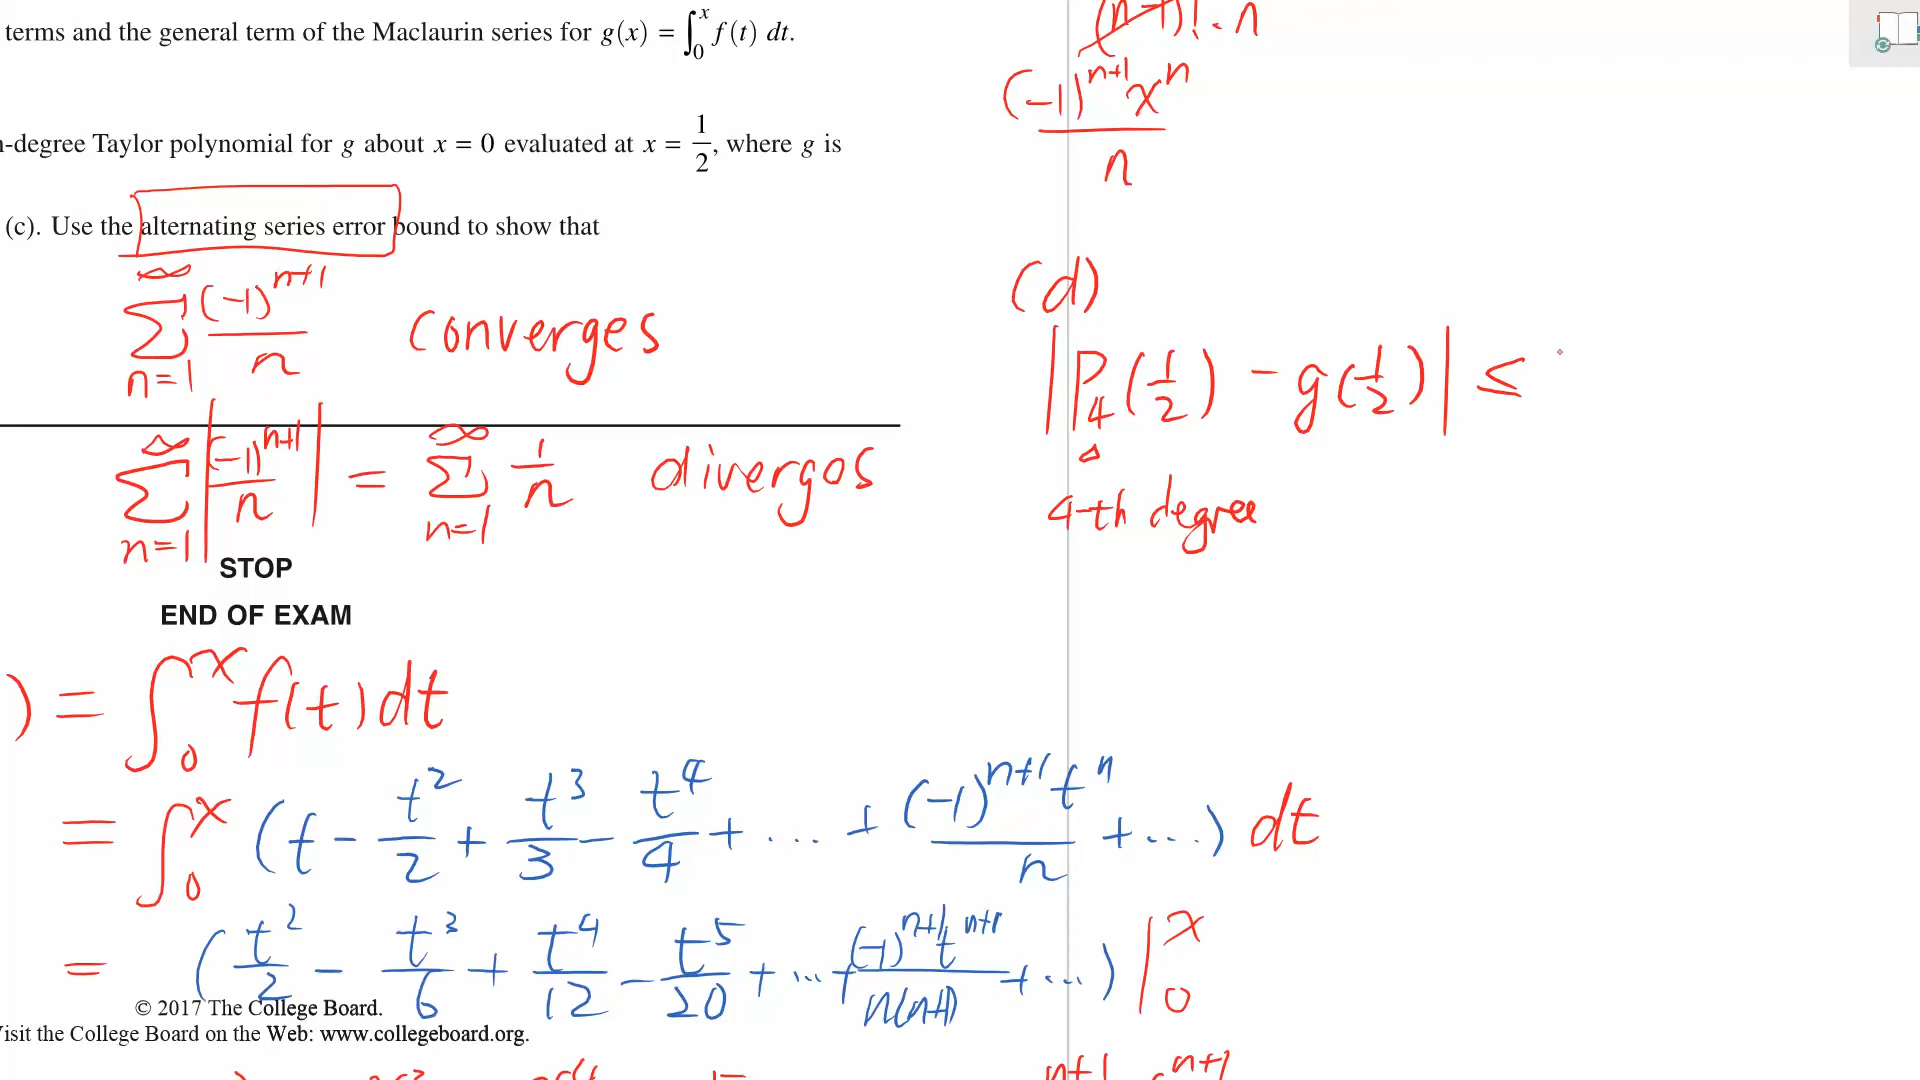 terms and the general term of the Maclaurin series for g(x) = ∫₀ˣ f(t) dt.
-degree Taylor polynomial for g about x = 0 evaluated at x = 1/2, where g is
(c). Use the alternating series error bound to show that
∞ Σ n=1 (-1)^(n+1) / n converges
∞ Σ n=1 |(-1)^(n+1) / n| = ∞ Σ n=1 1/n divergos
STOP
END OF EXAM
) = ∫₀ˣ f(t) dt
= ∫₀ˣ (t - t²/2 + t³/3 - t⁴/4 + ... + (-1)^(n+1) t^n / n + ...) dt
= (t²/2 - t³/6 + t⁴/12 - t⁵/20 + ... + (-1)^(n+1) t^(n+1) / n(n+1) + ...) |₀ˣ
© 2017 The College Board.
isit the College Board on the Web: www.collegeboard.org.
(n-1)! · n
(-1)^(n+1) x^n / n
(d)
|P₄(1/2) - g(1/2)| ≤
4-th degree
n+1 n+1